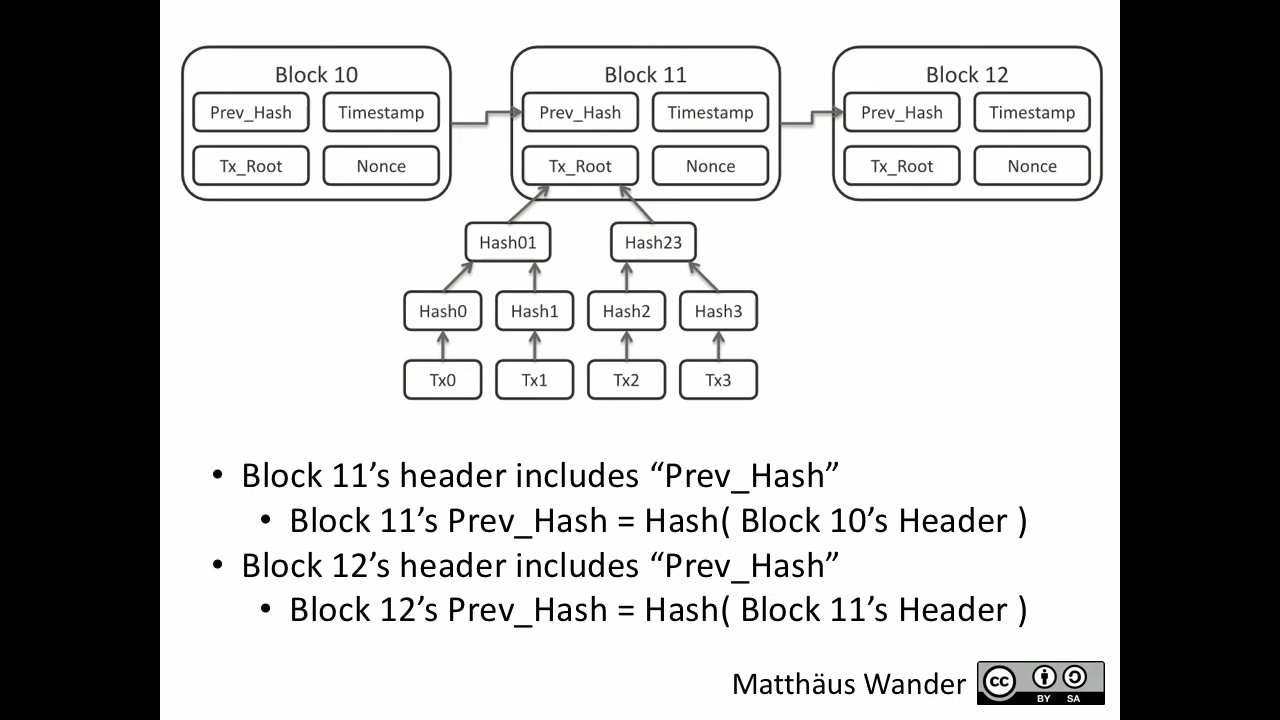 Block 10
Block 11
Block 12
Prev_Hash
Timestamp
Prev_Hash
Timestamp
Prev_Hash
Timestamp
Tx_Root
Nonce
Tx_Root
Nonce
Tx_Root
Nonce
Hash01
Hash23
Hash0
Hash1
Hash2
Hash3
Tx0
Tx1
Tx2
Tx3
• Block 11’s header includes “Prev_Hash”
• Block 11’s Prev_Hash = Hash( Block 10’s Header )
• Block 12’s header includes “Prev_Hash”
• Block 12’s Prev_Hash = Hash( Block 11’s Header )
Matthäus Wander
cc
BY SA